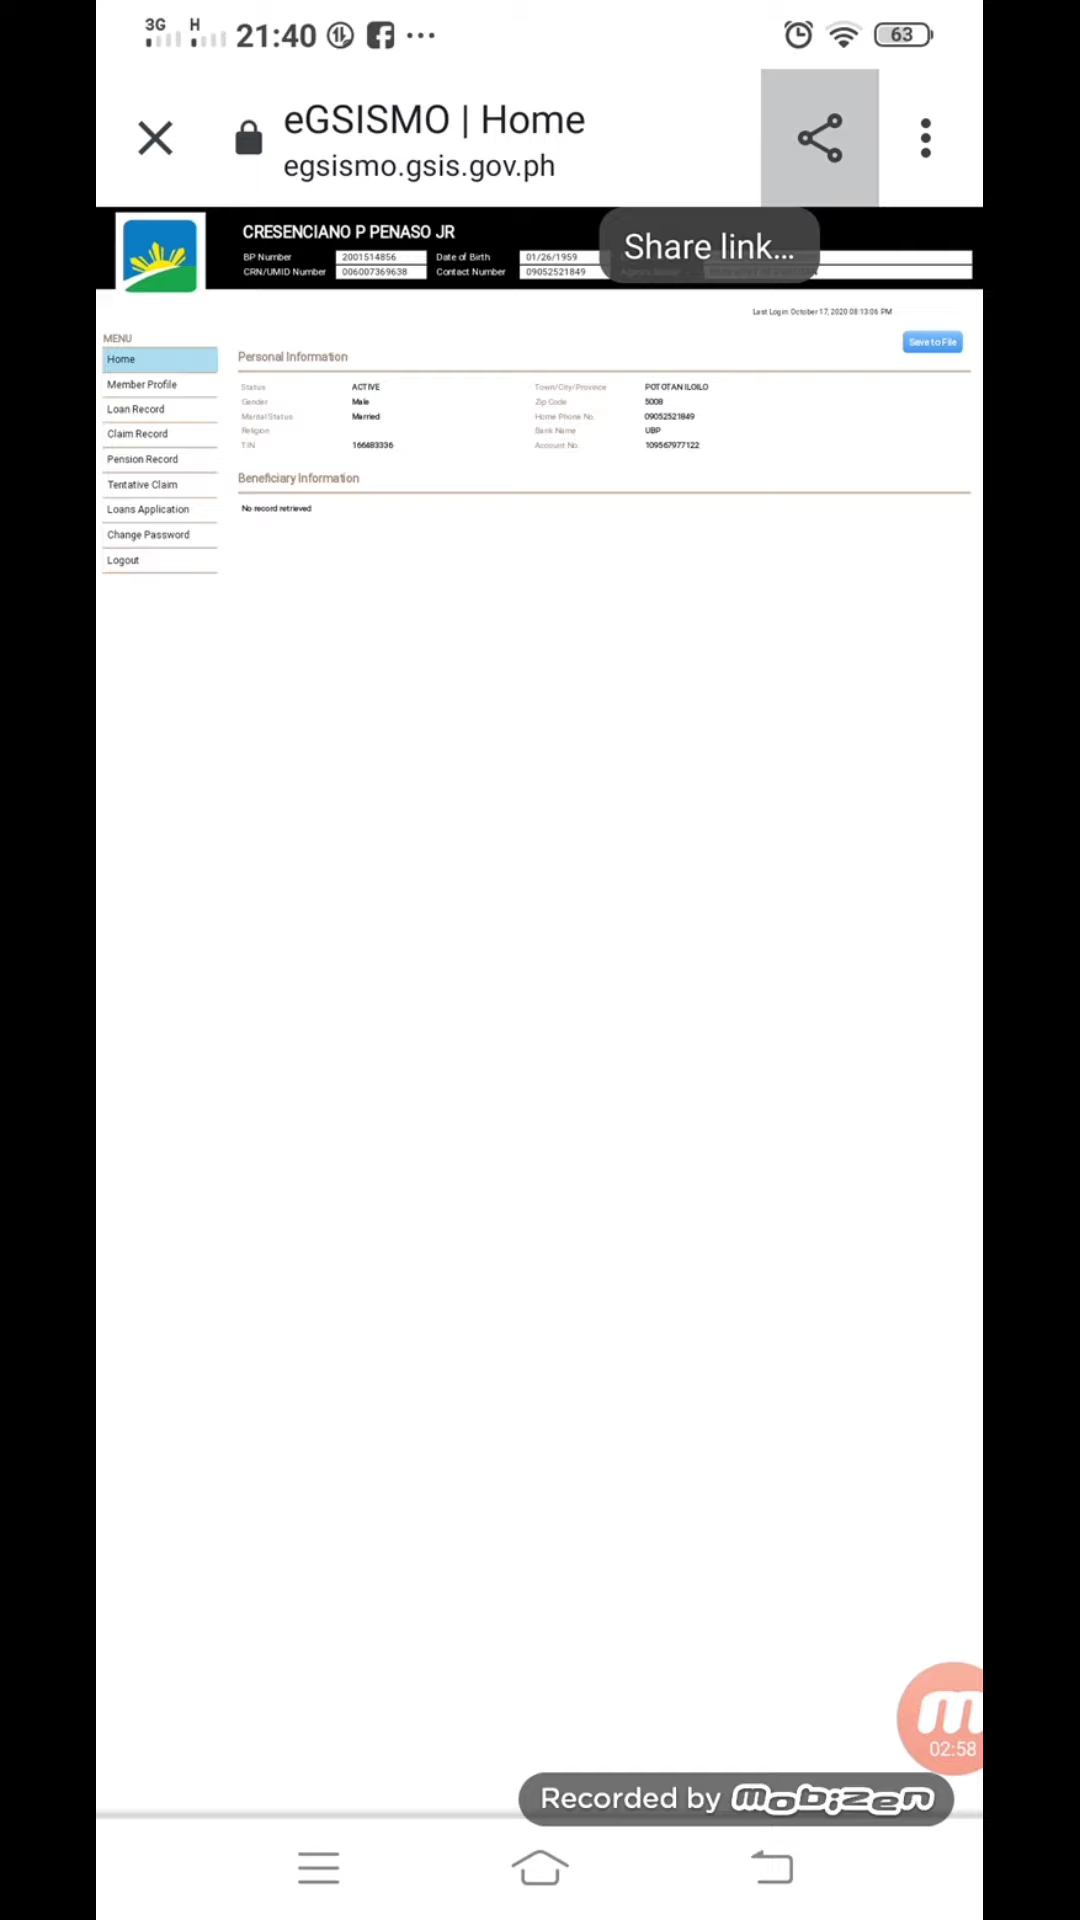 3G H 21:40 63
eGSISMO | Home
egsismo.gsis.gov.ph
CRESENCIANO P PENASO JR
Share link...
BP Number 2001514856 Date of Birth 01/26/1959
CRN/UMID Number 006007369638 Contact Number 09052521849
Last Login October 17, 2020 08:13:06 PM
MENU
Save to File
Home
Member Profile
Loan Record
Claim Record
Pension Record
Tentative Claim
Loans Application
Change Password
Logout
Personal Information
Status ACTIVE Town/City/Province POTOTAN ILOILO
Gender Male Zip Code 5008
Marital Status Married Home Phone No. 09052521849
Religion Bank Name UBP
TIN 166483336 Account No. 109567977122
Beneficiary Information
No record retrieved
02:58
Recorded by mobizen